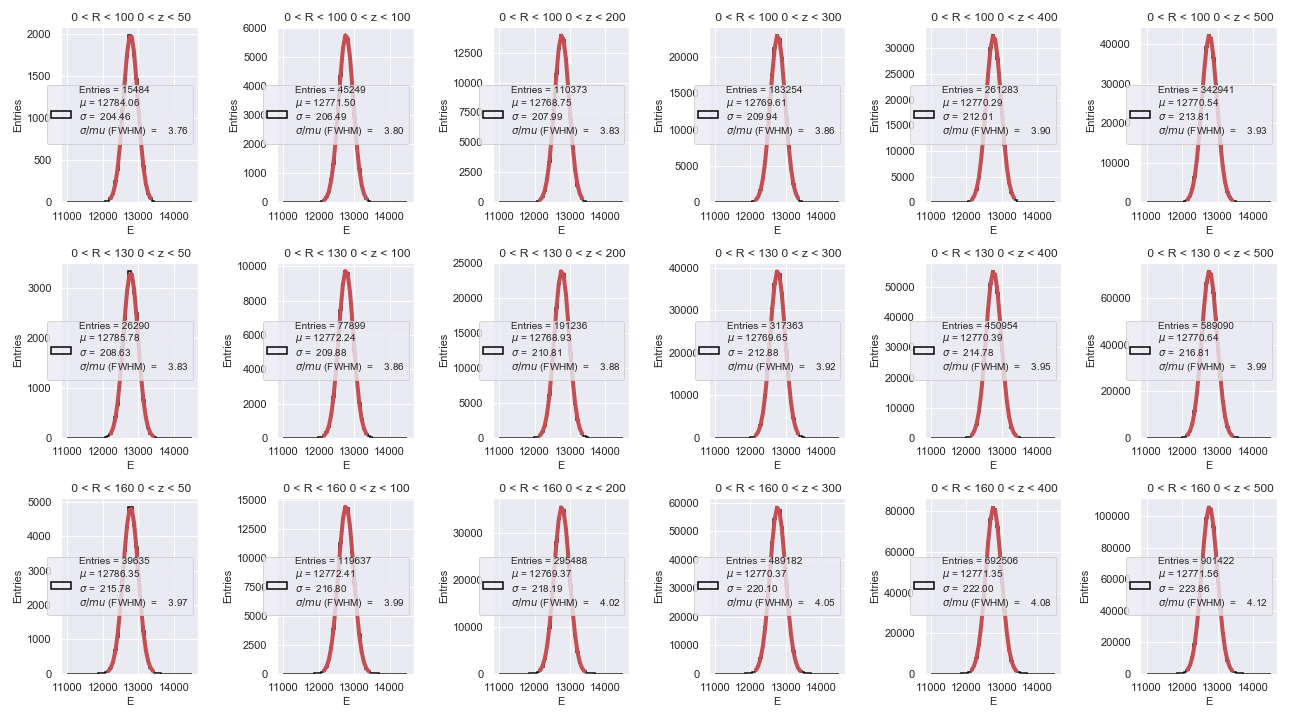 0 < R < 100 0 < z < 50
2000
1500
1000
500
0
Entries
Entries = 15484
μ = 12784.06
σ = 204.46
σ/mu (FWHM) = 3.76
11000 12000 13000 14000
E
0 < R < 100 0 < z < 100
6000
5000
4000
3000
2000
1000
0
Entries
Entries = 45249
μ = 12771.50
σ = 206.49
σ/mu (FWHM) = 3.80
11000 12000 13000 14000
E
0 < R < 100 0 < z < 200
12500
10000
7500
5000
2500
0
Entries
Entries = 110373
μ = 12768.75
σ = 207.99
σ/mu (FWHM) = 3.83
11000 12000 13000 14000
E
0 < R < 100 0 < z < 300
20000
15000
10000
5000
0
Entries
Entries = 183254
μ = 12769.61
σ = 209.94
σ/mu (FWHM) = 3.86
11000 12000 13000 14000
E
0 < R < 100 0 < z < 400
30000
25000
20000
15000
10000
5000
0
Entries
Entries = 261283
μ = 12770.29
σ = 212.01
σ/mu (FWHM) = 3.90
11000 12000 13000 14000
E
0 < R < 100 0 < z < 500
40000
30000
20000
10000
0
Entries
Entries = 342941
μ = 12770.54
σ = 213.81
σ/mu (FWHM) = 3.93
11000 12000 13000 14000
E
0 < R < 130 0 < z < 50
3000
2000
1000
0
Entries
Entries = 26290
μ = 12785.78
σ = 208.63
σ/mu (FWHM) = 3.83
11000 12000 13000 14000
E
0 < R < 130 0 < z < 100
10000
8000
6000
4000
2000
0
Entries
Entries = 77899
μ = 12772.24
σ = 209.88
σ/mu (FWHM) = 3.86
11000 12000 13000 14000
E
0 < R < 130 0 < z < 200
25000
20000
15000
10000
5000
0
Entries
Entries = 191236
μ = 12768.93
σ = 210.81
σ/mu (FWHM) = 3.88
11000 12000 13000 14000
E
0 < R < 130 0 < z < 300
40000
30000
20000
10000
0
Entries
Entries = 317363
μ = 12769.65
σ = 212.88
σ/mu (FWHM) = 3.92
11000 12000 13000 14000
E
0 < R < 130 0 < z < 400
50000
40000
30000
20000
10000
0
Entries
Entries = 450954
μ = 12770.39
σ = 214.78
σ/mu (FWHM) = 3.95
11000 12000 13000 14000
E
0 < R < 130 0 < z < 500
60000
40000
20000
0
Entries
Entries = 589090
μ = 12770.64
σ = 216.81
σ/mu (FWHM) = 3.99
11000 12000 13000 14000
E
0 < R < 160 0 < z < 50
5000
4000
3000
2000
1000
0
Entries
Entries = 39635
μ = 12786.35
σ = 215.78
σ/mu (FWHM) = 3.97
11000 12000 13000 14000
E
0 < R < 160 0 < z < 100
15000
12500
10000
7500
5000
2500
0
Entries
Entries = 119637
μ = 12772.41
σ = 216.80
σ/mu (FWHM) = 3.99
11000 12000 13000 14000
E
0 < R < 160 0 < z < 200
30000
20000
10000
0
Entries
Entries = 295488
μ = 12769.37
σ = 218.19
σ/mu (FWHM) = 4.02
11000 12000 13000 14000
E
0 < R < 160 0 < z < 300
60000
50000
40000
30000
20000
10000
0
Entries
Entries = 489182
μ = 12770.37
σ = 220.10
σ/mu (FWHM) = 4.05
11000 12000 13000 14000
E
0 < R < 160 0 < z < 400
80000
60000
40000
20000
0
Entries
Entries = 692506
μ = 12771.35
σ = 222.00
σ/mu (FWHM) = 4.08
11000 12000 13000 14000
E
0 < R < 160 0 < z < 500
100000
80000
60000
40000
20000
0
Entries
Entries = 901422
μ = 12771.56
σ = 223.86
σ/mu (FWHM) = 4.12
11000 12000 13000 14000
E